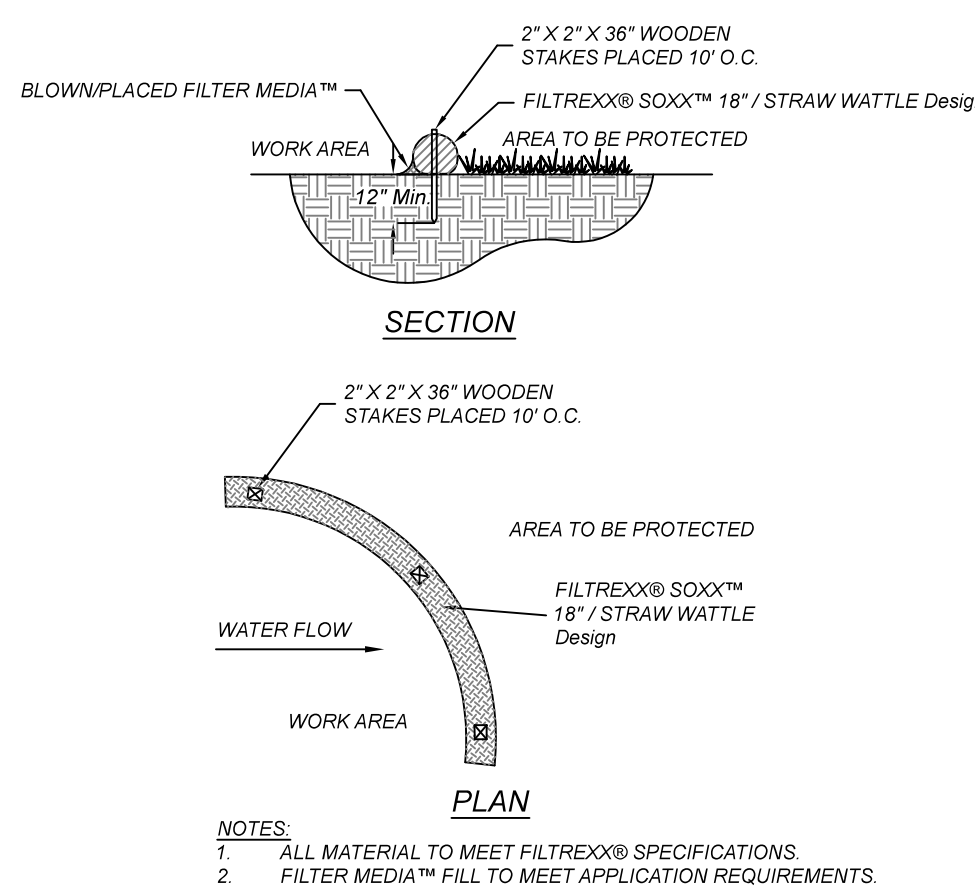 2" X 2" X 36" WOODEN
STAKES PLACED 10' O.C.
BLOWN/PLACED FILTER MEDIA™
FILTREXX® SOXX™ 18" / STRAW WATTLE Desig
WORK AREA
AREA TO BE PROTECTED
12" Min.
SECTION
2" X 2" X 36" WOODEN
STAKES PLACED 10' O.C.
AREA TO BE PROTECTED
FILTREXX® SOXX™
18" / STRAW WATTLE
Design
WATER FLOW
WORK AREA
PLAN
NOTES:
1. ALL MATERIAL TO MEET FILTREXX® SPECIFICATIONS.
2. FILTER MEDIA™ FILL TO MEET APPLICATION REQUIREMENTS.